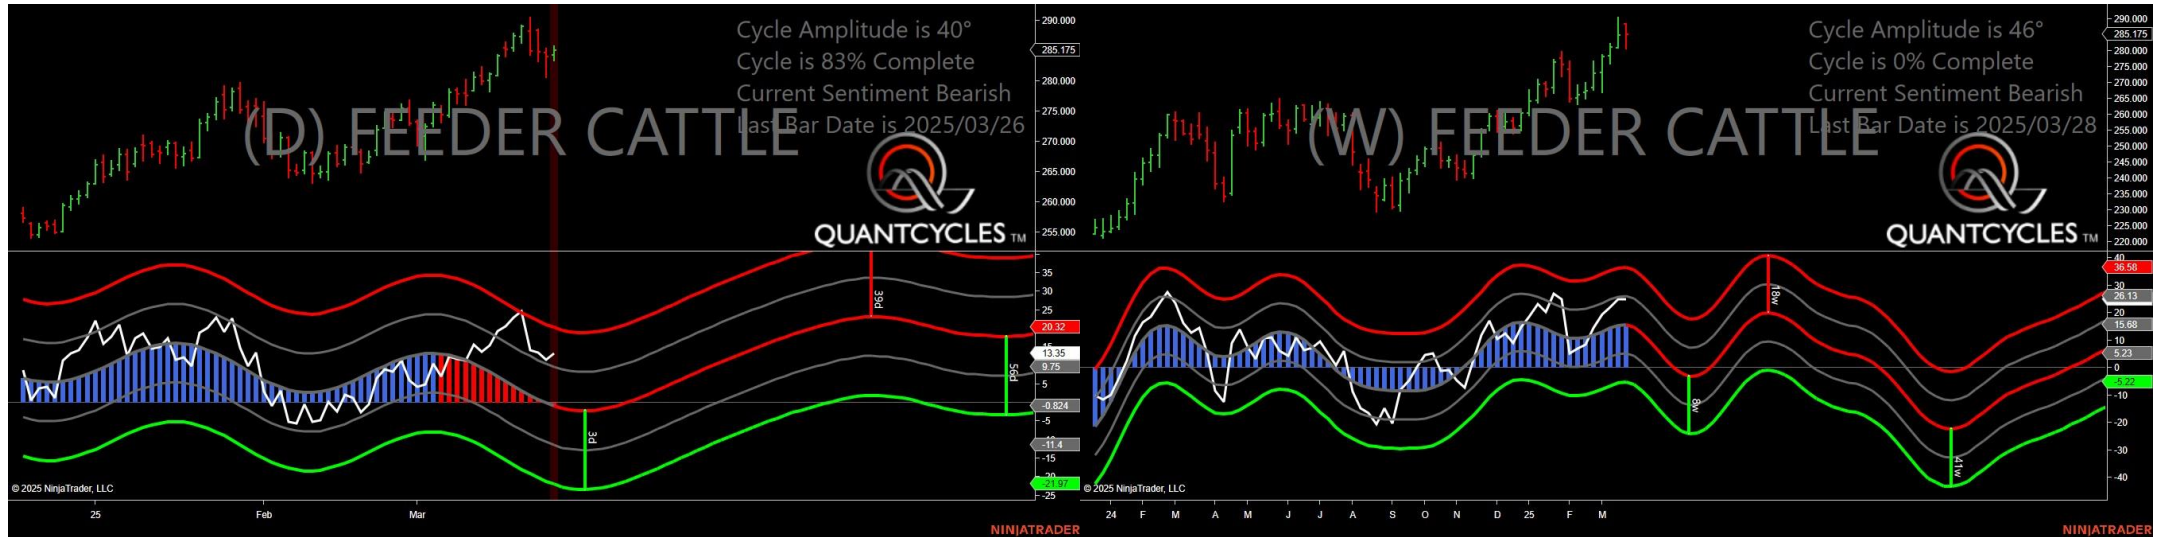 Cycle Amplitude is 40°
Cycle is 83% Complete
Current Sentiment Bearish
Last Bar Date is 2025/03/26
(D) FEEDER CATTLE
QUANTCYCLES TM
290.000
285.175
280.000
275.000
270.000
265.000
260.000
255.000
35
30
25
20.32
15
13.35
9.75
5
-0.824
-5
-11.4
-15
-21.97
-25
39d
56d
3d
© 2025 NinjaTrader, LLC
25 Feb Mar
NINJATRADER
Cycle Amplitude is 46°
Cycle is 0% Complete
Current Sentiment Bearish
Last Bar Date is 2025/03/28
(W) FEEDER CATTLE
QUANTCYCLES TM
290.000
285.175
280.000
275.000
270.000
265.000
260.000
255.000
250.000
245.000
240.000
235.000
230.000
225.000
220.000
40
36.58
30
26.13
20
15.68
10
5.23
0
-5.22
-10
-20
-30
-40
18w
8w
41w
© 2025 NinjaTrader, LLC
24 F M A M J J A S O N D 25 F M
NINJATRADER